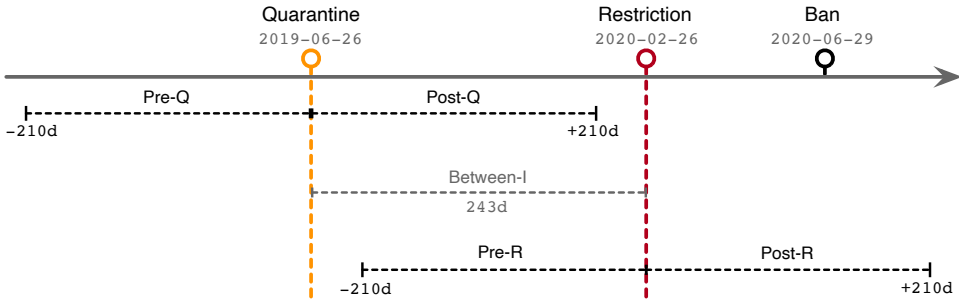 Quarantine
2019-06-26
Restriction
2020-02-26
Ban
2020-06-29
Pre-Q
Post-Q
-210d
+210d
Between-I
243d
Pre-R
Post-R
-210d
+210d